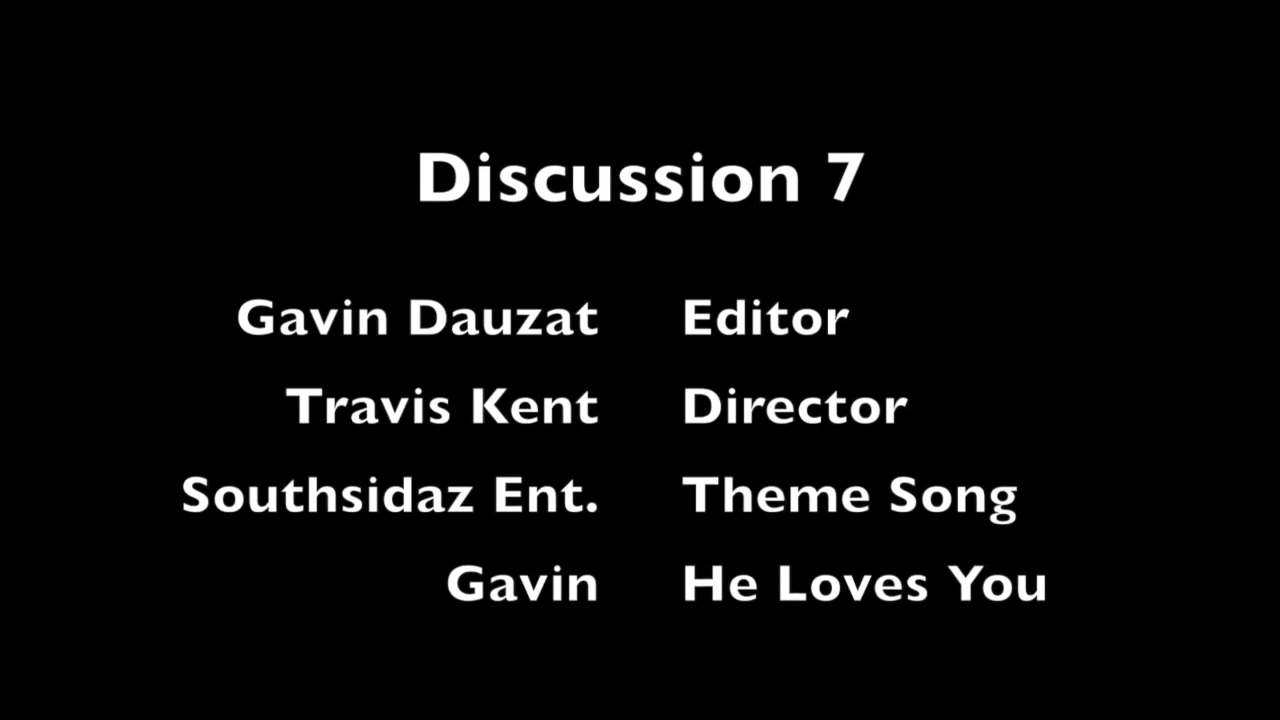 Discussion 7
Gavin Dauzat Editor
Travis Kent Director
Southsidaz Ent. Theme Song
Gavin He Loves You